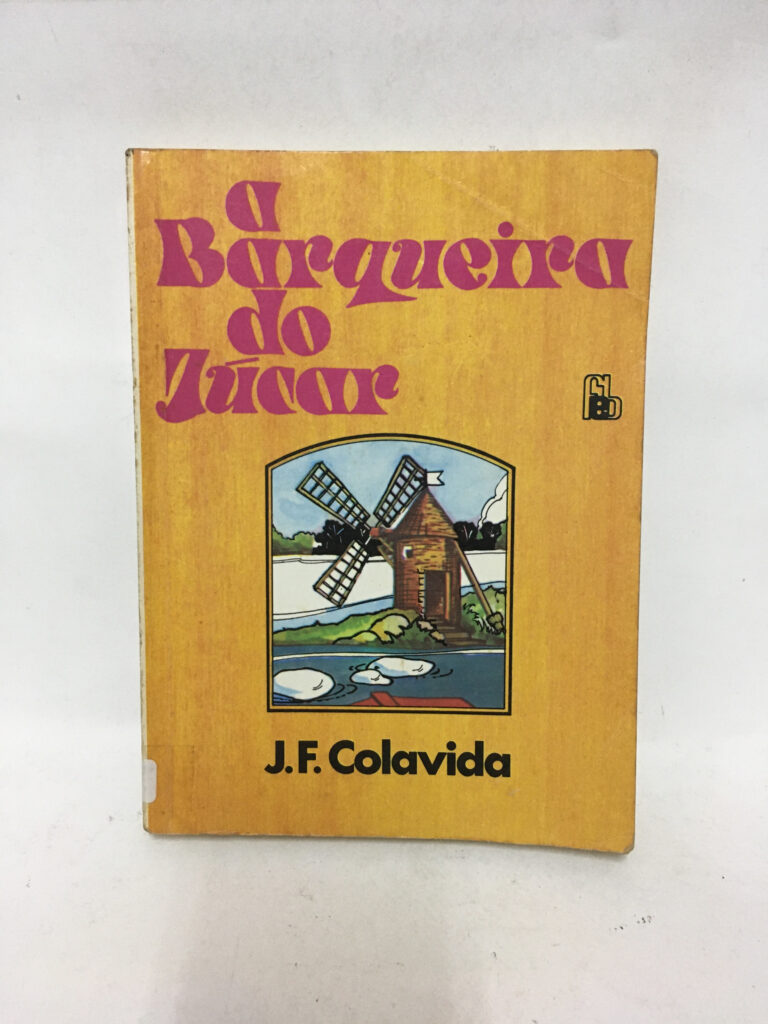 a
Barqueira
do
Júcar
J.F. Colavida